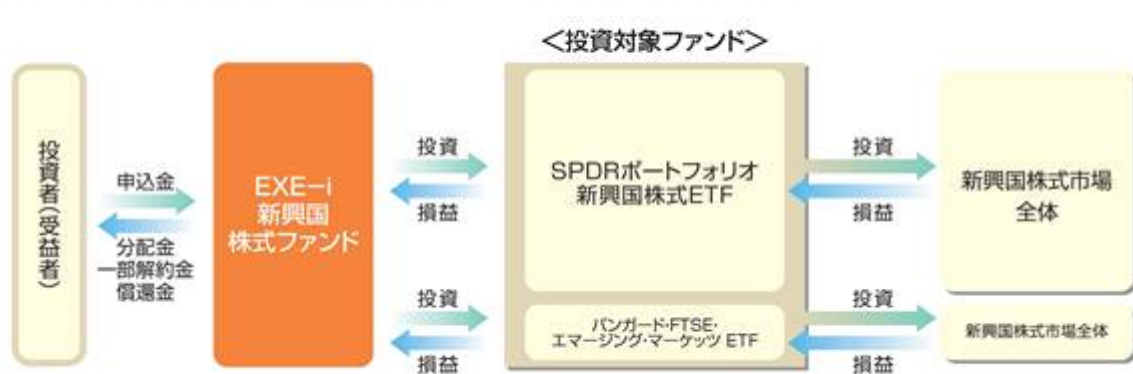 <投資対象ファンド>
投資者(受益者)
申込金
分配金
一部解約金
償還金
EXE-i
新興国
株式ファンド
投資
損益
SPDRポートフォリオ
新興国株式ETF
投資
損益
新興国株式市場
全体
投資
損益
バンガード・FTSE・
エマージング・マーケッツ ETF
投資
損益
新興国株式市場全体